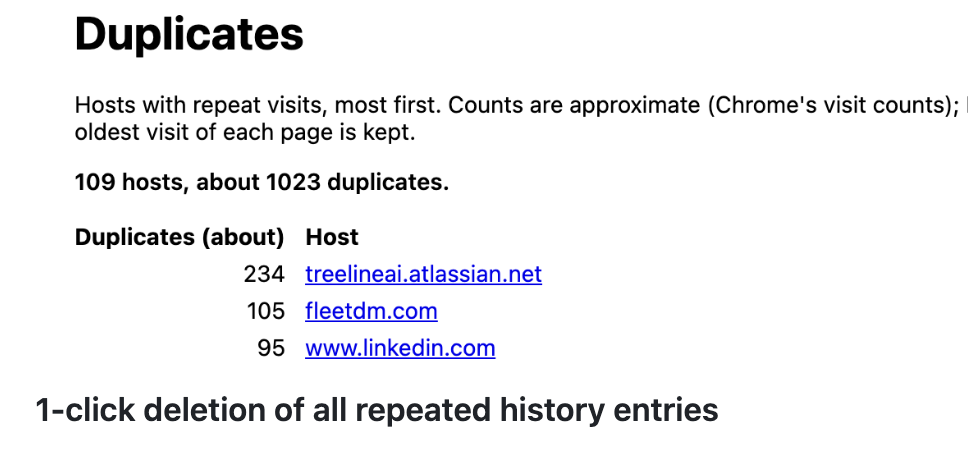 Duplicates
Hosts with repeat visits, most first. Counts are approximate (Chrome's visit counts);
oldest visit of each page is kept.
109 hosts, about 1023 duplicates.
Duplicates (about) Host
234 treelineai.atlassian.net
105 fleetdm.com
95 www.linkedin.com
1-click deletion of all repeated history entries